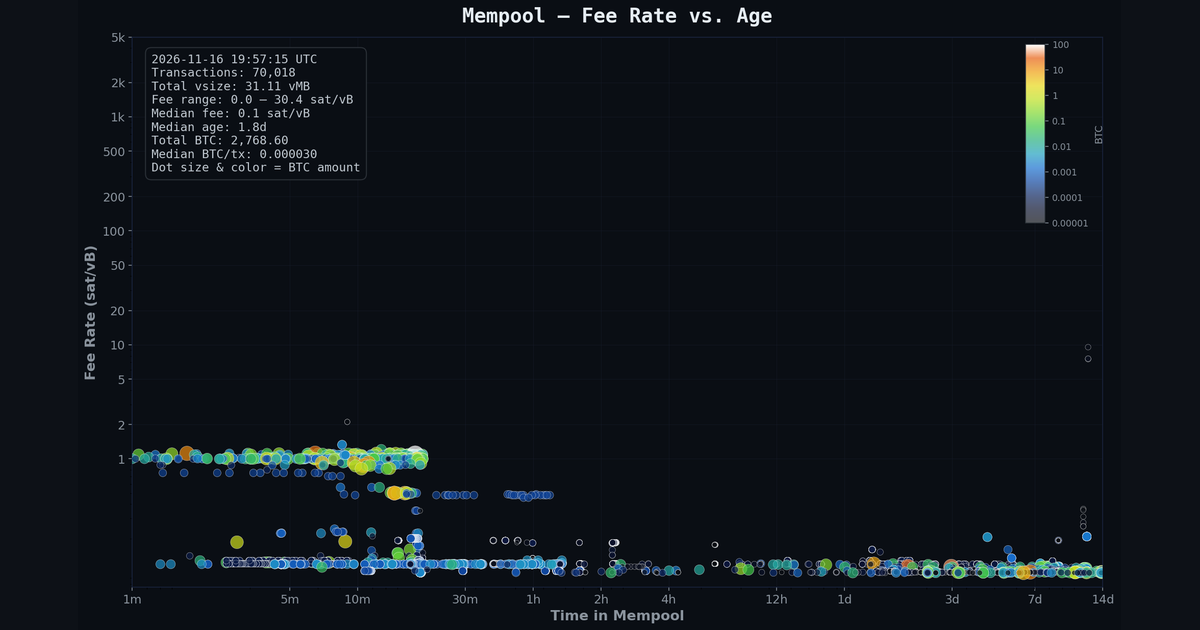 Mempool — Fee Rate vs. Age
2026-11-16 19:57:15 UTC
Transactions: 70,018
Total vsize: 31.11 vMB
Fee range: 0.0 — 30.4 sat/vB
Median fee: 0.1 sat/vB
Median age: 1.8d
Total BTC: 2,768.60
Median BTC/tx: 0.000030
Dot size & color = BTC amount
100
10
1
0.1
0.01
0.001
0.0001
0.00001
BTC
Fee Rate (sat/vB)
5k
2k
1k
500
200
100
50
20
10
5
2
1
1m
5m
10m
30m
1h
2h
4h
12h
1d
3d
7d
14d
Time in Mempool